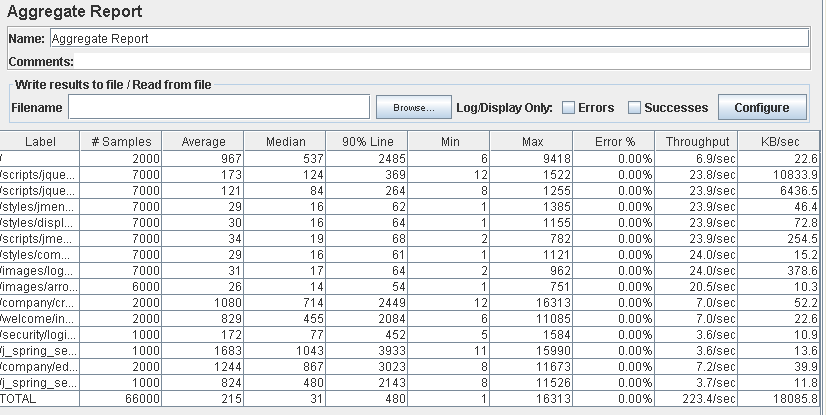 Aggregate Report
Name: Aggregate Report
Comments:
Write results to file / Read from file
Filename Browse... Log/Display Only: Errors Successes Configure
Label # Samples Average Median 90% Line Min Max Error % Throughput KB/sec
/ 2000 967 537 2485 6 9418 0.00% 6.9/sec 22.6
/scripts/jque... 7000 173 124 369 12 1522 0.00% 23.8/sec 10833.9
/scripts/jque... 7000 121 84 264 8 1255 0.00% 23.9/sec 6436.5
/styles/jmen... 7000 29 16 62 1 1385 0.00% 23.9/sec 46.4
/styles/displ... 7000 30 16 64 1 1155 0.00% 23.9/sec 72.8
/scripts/jme... 7000 34 19 68 2 782 0.00% 23.9/sec 254.5
/styles/com... 7000 29 16 61 1 1121 0.00% 24.0/sec 15.2
/images/log... 7000 31 17 64 2 962 0.00% 24.0/sec 378.6
/images/arro... 6000 26 14 54 1 751 0.00% 20.5/sec 10.3
/company/cr... 2000 1080 714 2449 12 16313 0.00% 7.0/sec 52.2
/welcome/in... 2000 829 455 2084 6 11085 0.00% 7.0/sec 22.6
/security/logi... 1000 172 77 452 5 1584 0.00% 3.6/sec 10.9
/j_spring_se... 1000 1683 1043 3933 11 15990 0.00% 3.6/sec 13.6
/company/ed... 2000 1244 867 3023 8 11673 0.00% 7.2/sec 39.9
/j_spring_se... 1000 824 480 2143 8 11526 0.00% 3.7/sec 11.8
TOTAL 66000 215 31 480 1 16313 0.00% 223.4/sec 18085.8